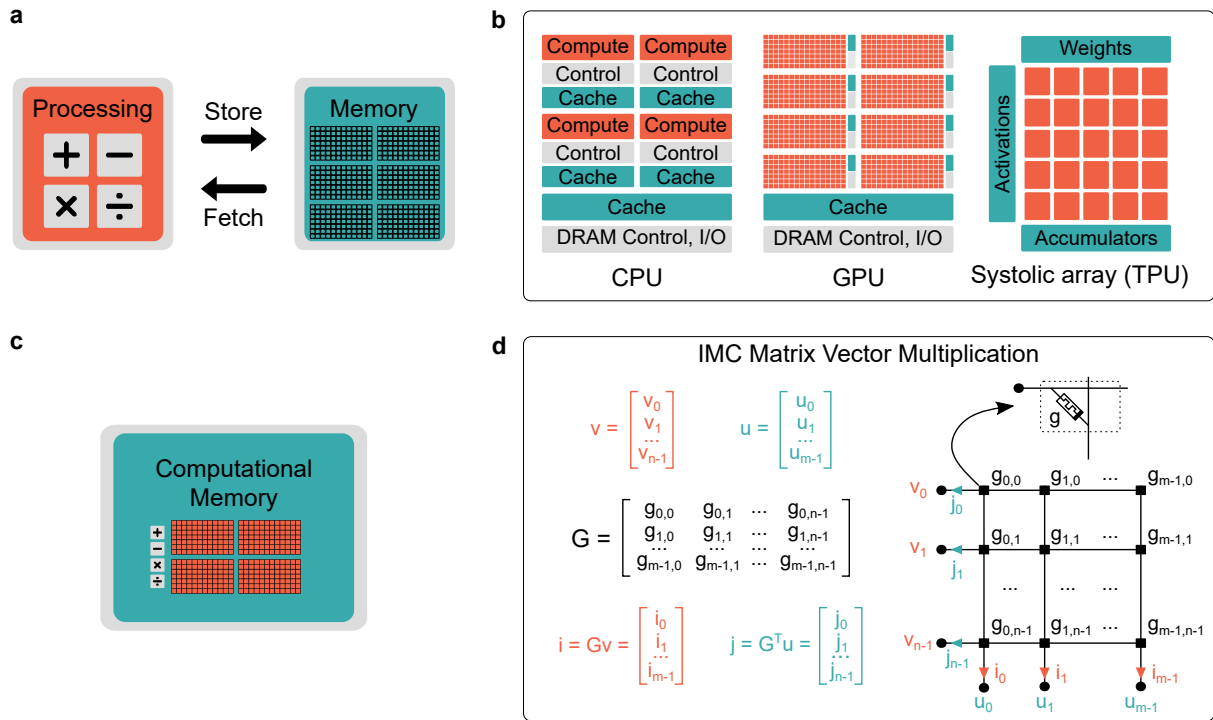 a
Processing
+ −
× ÷
Store
Fetch
Memory
b
Compute Compute
Control Control
Cache Cache
Compute Compute
Control Control
Cache Cache
Cache
DRAM Control, I/O
CPU
Cache
DRAM Control, I/O
GPU
Weights
Activations
Accumulators
Systolic array (TPU)
c
Computational
Memory
+
−
×
÷
d
IMC Matrix Vector Multiplication
v = [v0 v1 ... vn-1]
u = [u0 u1 ... um-1]
G =
g0,0 g0,1 ... g0,n-1
g1,0 g1,1 ... g1,n-1
... ... ...
gm-1,0 gm-1,1 ... gm-1,n-1
i = Gv = [i0 i1 ... im-1]
j = GᵀU = [j0 j1 ... jn-1]
g
v0 j0 g0,0 g1,0 ... gm-1,0
...
v1 j1 g0,1 g1,1 gm-1,1
... ...
vn-1 jn-1 g0,n-1 g1,n-1 ... gm-1,n-1
i0 i1 im-1
u0 u1 um-1